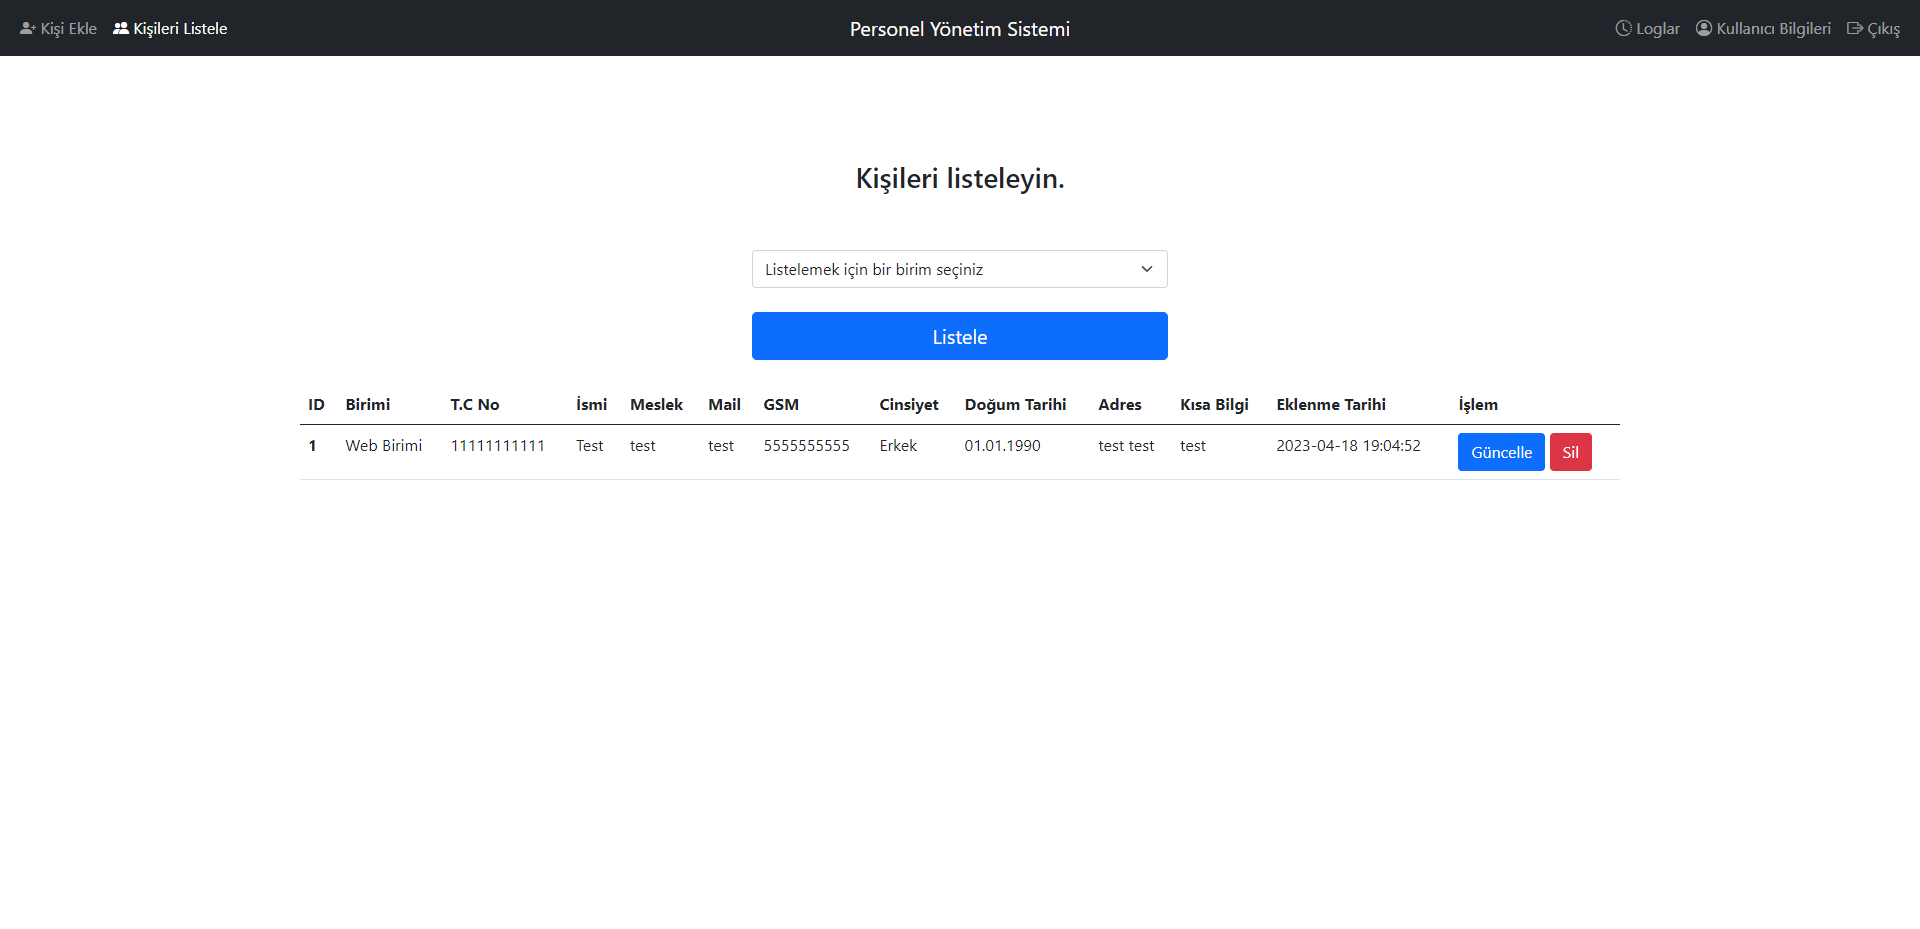 Kişi Ekle Kişileri Listele Personel Yönetim Sistemi Loglar Kullanıcı Bilgileri Çıkış
Kişileri listeleyin.
Listelemek için bir birim seçiniz
Listele
ID Birimi T.C No İsmi Meslek Mail GSM Cinsiyet Doğum Tarihi Adres Kısa Bilgi Eklenme Tarihi İşlem
1 Web Birimi 11111111111 Test test test 5555555555 Erkek 01.01.1990 test test test 2023-04-18 19:04:52 Güncelle Sil